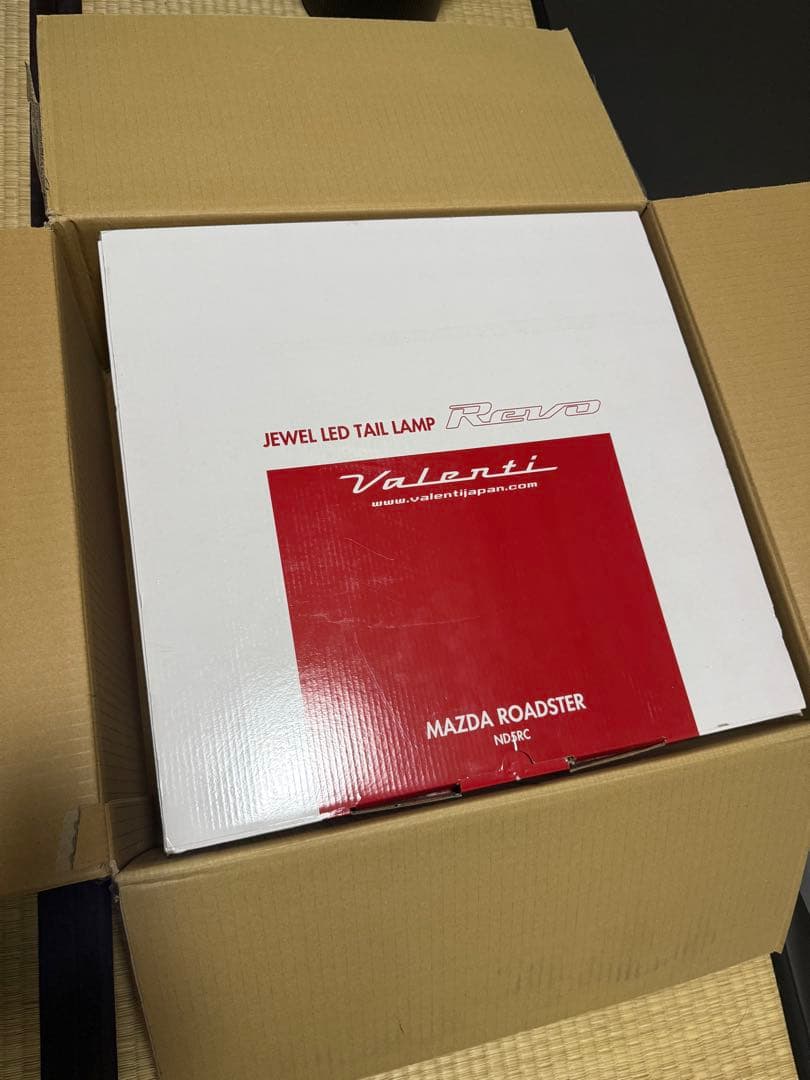 JEWEL LED TAIL LAMP Revo
Valenti
www.valentijapan.com
MAZDA ROADSTER
ND5RC